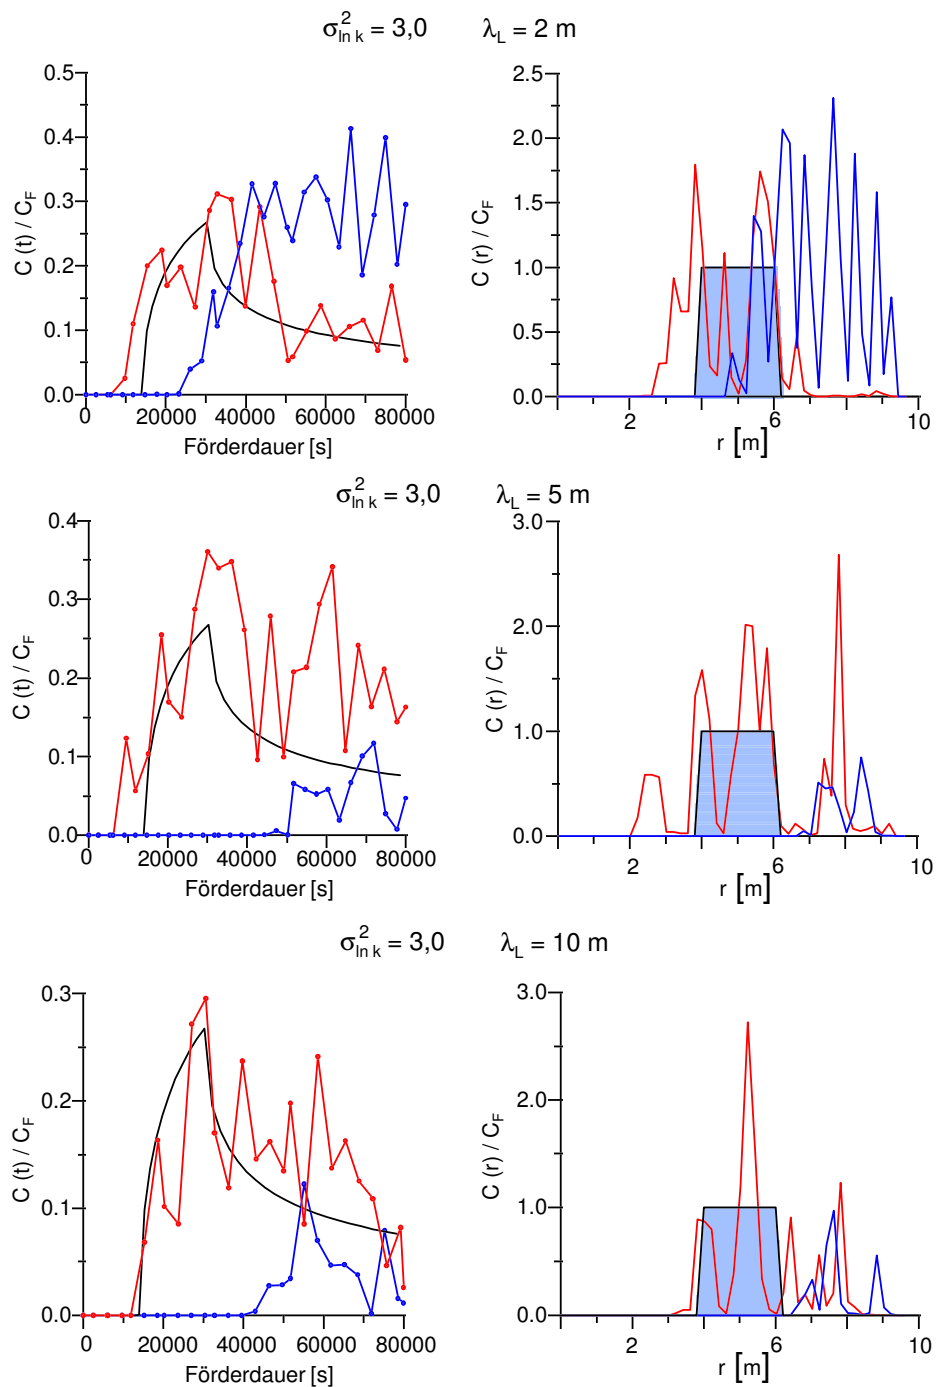 σ²ln k = 3,0 λL = 2 m
0.5
0.4
0.3
0.2
0.1
0.0
C (t) / CF
0 20000 40000 60000 80000
Förderdauer [s]
2.5
2.0
1.5
1.0
0.5
0.0
C (r) / CF
2 6 10
r [m]
σ²ln k = 3,0 λL = 5 m
0.4
0.3
0.2
0.1
0.0
C (t) / CF
0 20000 40000 60000 80000
Förderdauer [s]
3.0
2.0
1.0
0.0
C (r) / CF
2 6 10
r [m]
σ²ln k = 3,0 λL = 10 m
0.3
0.2
0.1
0.0
C (t) / CF
0 20000 40000 60000 80000
Förderdauer [s]
3.0
2.0
1.0
0.0
C (r) / CF
2 6 10
r [m]